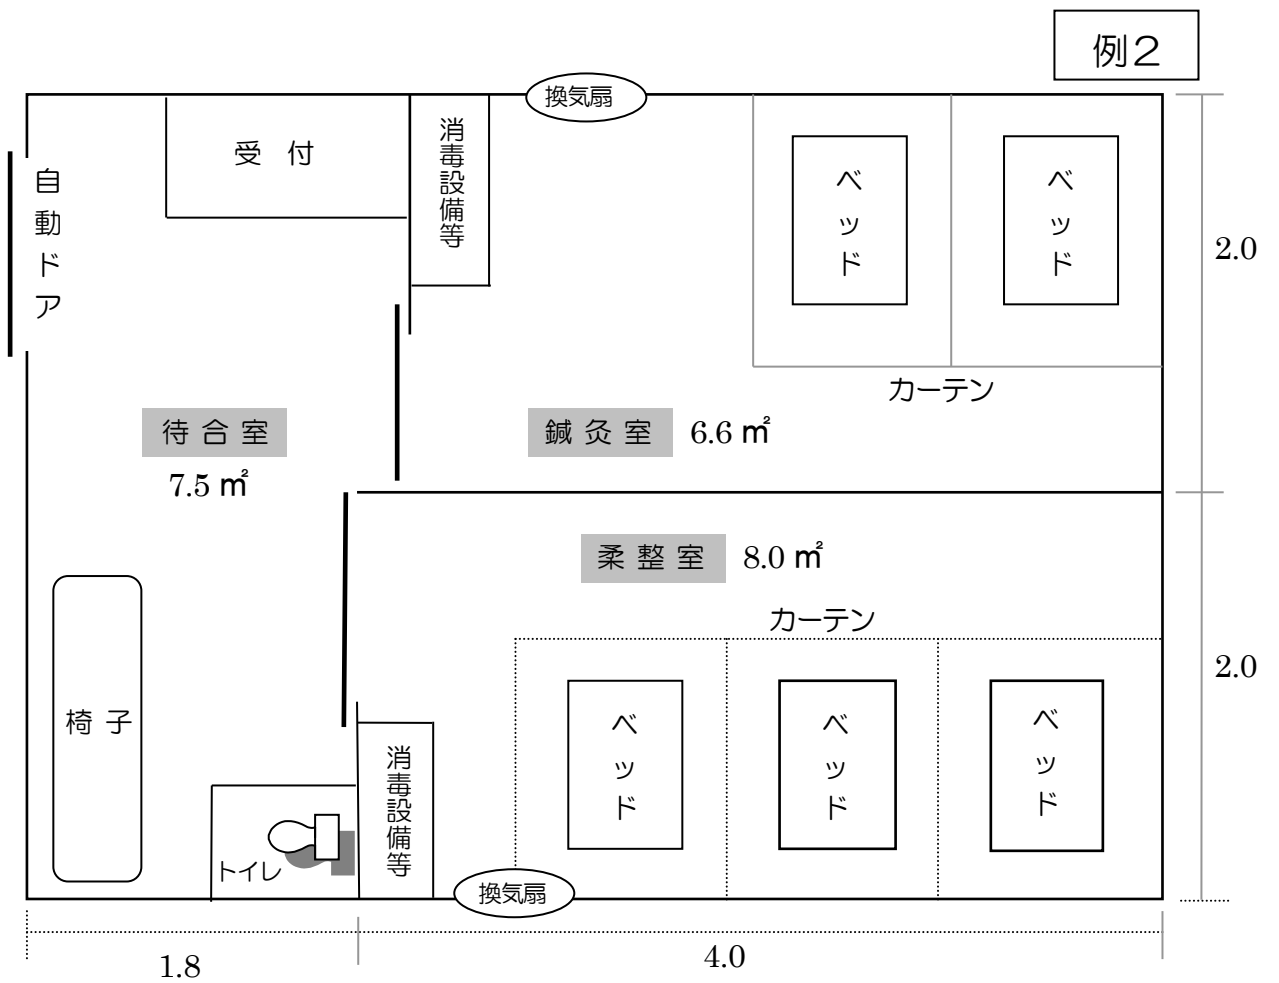 例２
換気扇
受 付
消毒設備等
自動ドア
ベッド
ベッド
2.0
カーテン
待合室
7.5 ㎡
鍼灸室 6.6 ㎡
柔整室 8.0 ㎡
カーテン
2.0
椅子
ベッド
ベッド
ベッド
消毒設備等
トイレ
換気扇
1.8
4.0